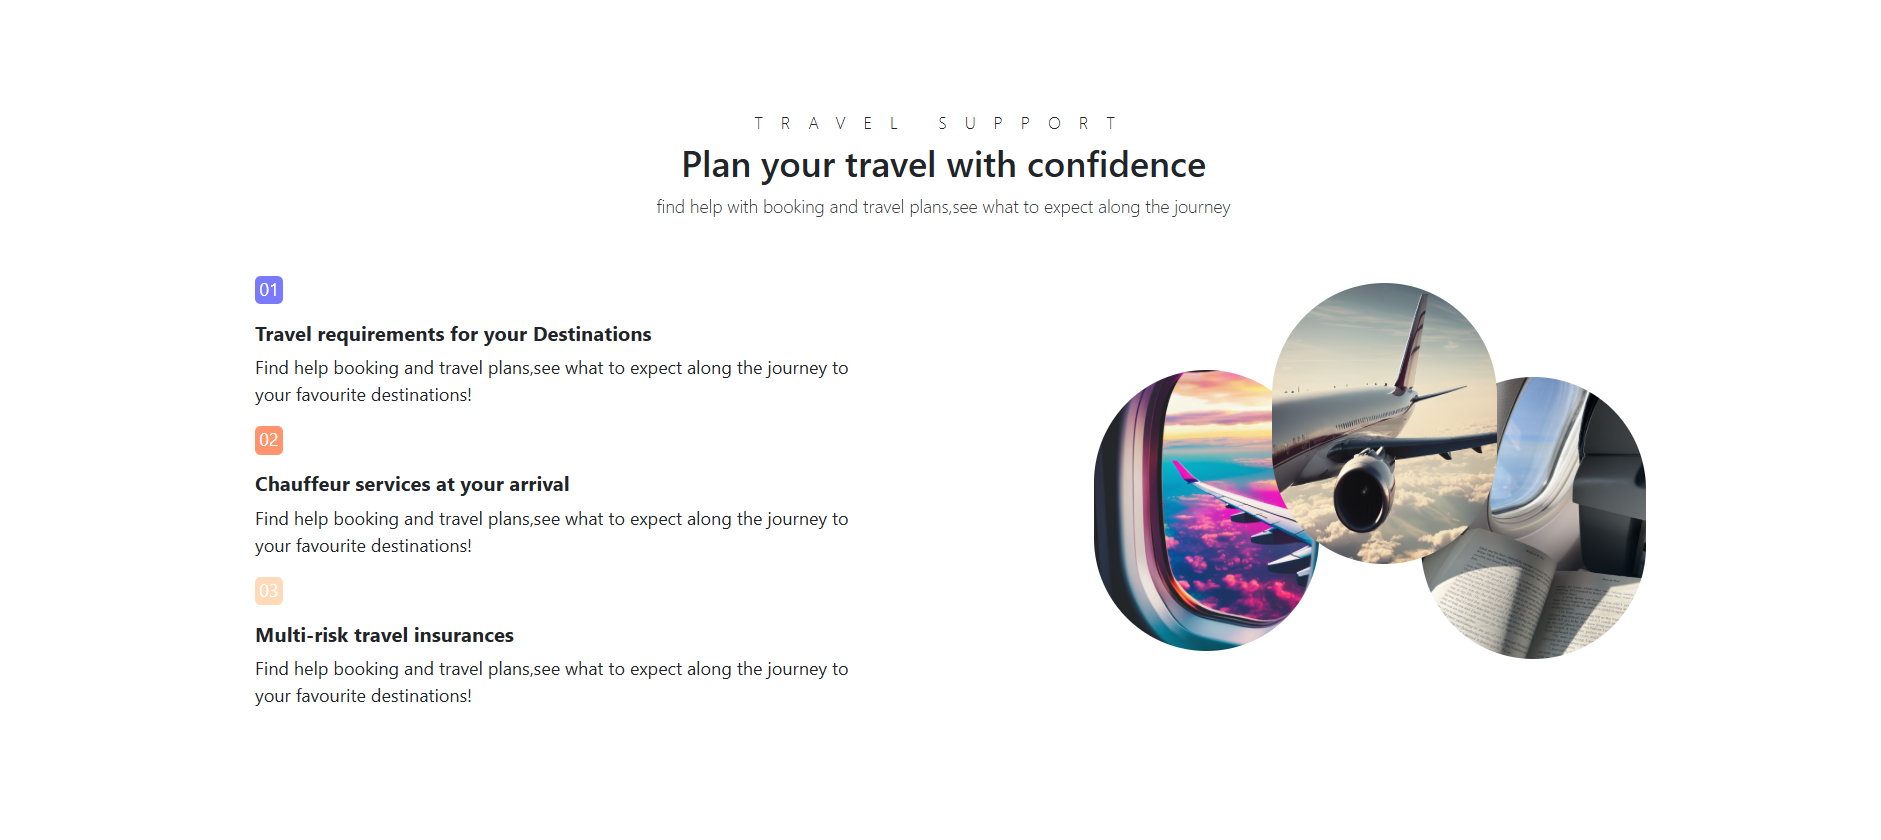 TRAVEL SUPPORT
Plan your travel with confidence
find help with booking and travel plans,see what to expect along the journey
01
Travel requirements for your Destinations
Find help booking and travel plans,see what to expect along the journey to
your favourite destinations!
02
Chauffeur services at your arrival
Find help booking and travel plans,see what to expect along the journey to
your favourite destinations!
03
Multi-risk travel insurances
Find help booking and travel plans,see what to expect along the journey to
your favourite destinations!